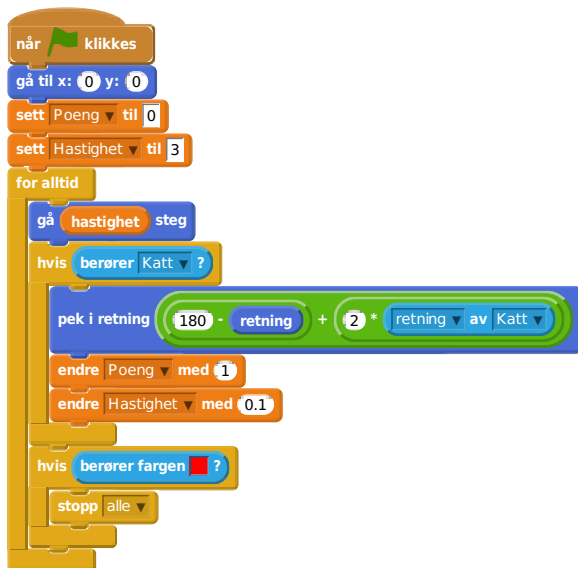 når klikkes
gå til x: 0 y: 0
sett Poeng til 0
sett Hastighet til 3
for alltid
gå hastighet steg
hvis berører Katt ?
pek i retning 180 - retning + 2 * retning av Katt
endre Poeng med 1
endre Hastighet med 0.1
hvis berører fargen ?
stopp alle